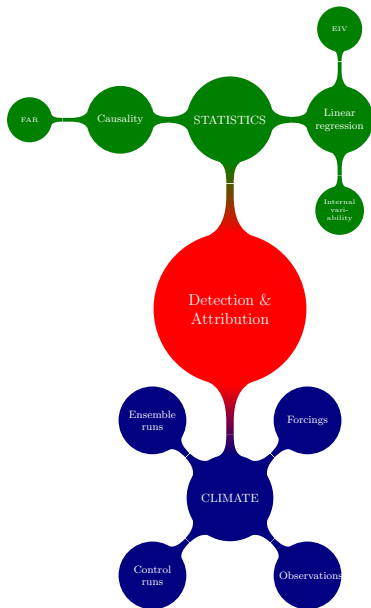 EIV
FAR
Causality
STATISTICS
Linear
regression
Internal
vari-
ability
Detection &
Attribution
Ensemble
runs
Forcings
CLIMATE
Control
runs
Observations